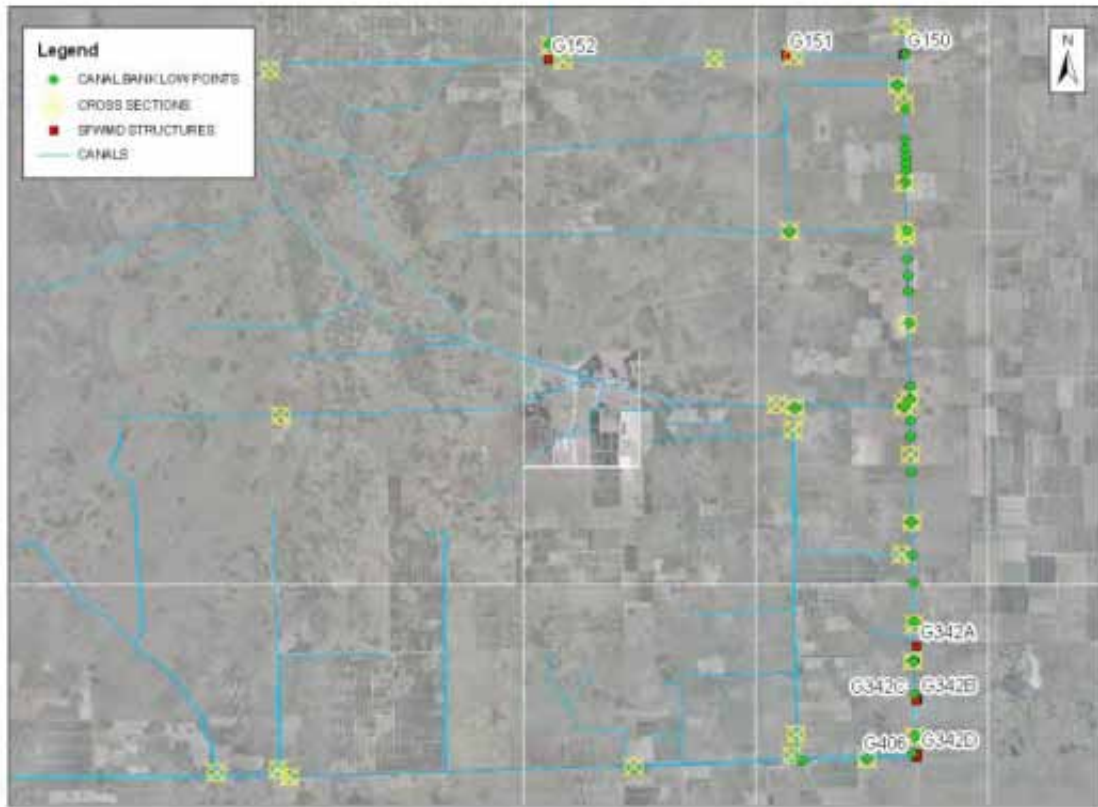 Legend
CANAL BANK LOW POINTS
CROSS SECTIONS
SFWMD STRUCTURES
CANALS
G152
G151
G150
N
G342A
G342C
G342B
G406
G342D